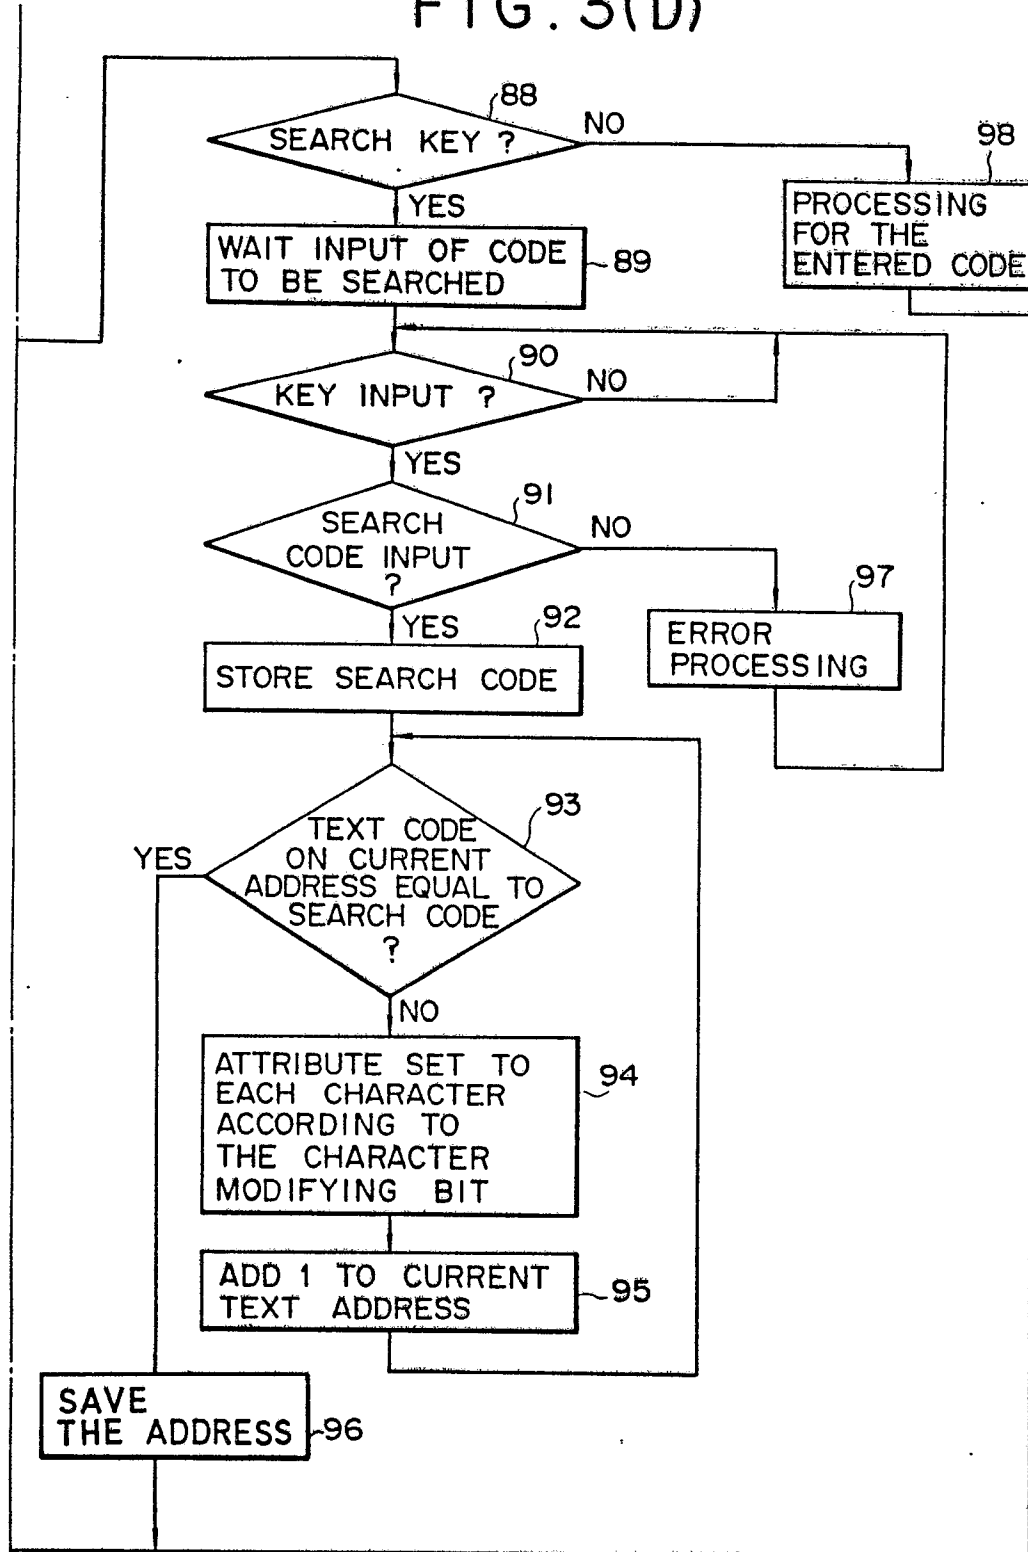 FIG. 3(D)
88
SEARCH KEY ?
NO
98
YES
PROCESSING
FOR THE
ENTERED CODE
WAIT INPUT OF CODE
TO BE SEARCHED
89
90
KEY INPUT ?
NO
YES
91
SEARCH
CODE INPUT
?
NO
97
YES
92
ERROR
PROCESSING
STORE SEARCH CODE
93
TEXT CODE
ON CURRENT
ADDRESS EQUAL TO
SEARCH CODE
?
YES
NO
ATTRIBUTE SET TO
EACH CHARACTER
ACCORDING TO
THE CHARACTER
MODIFYING BIT
94
ADD 1 TO CURRENT
TEXT ADDRESS
95
SAVE
THE ADDRESS
96